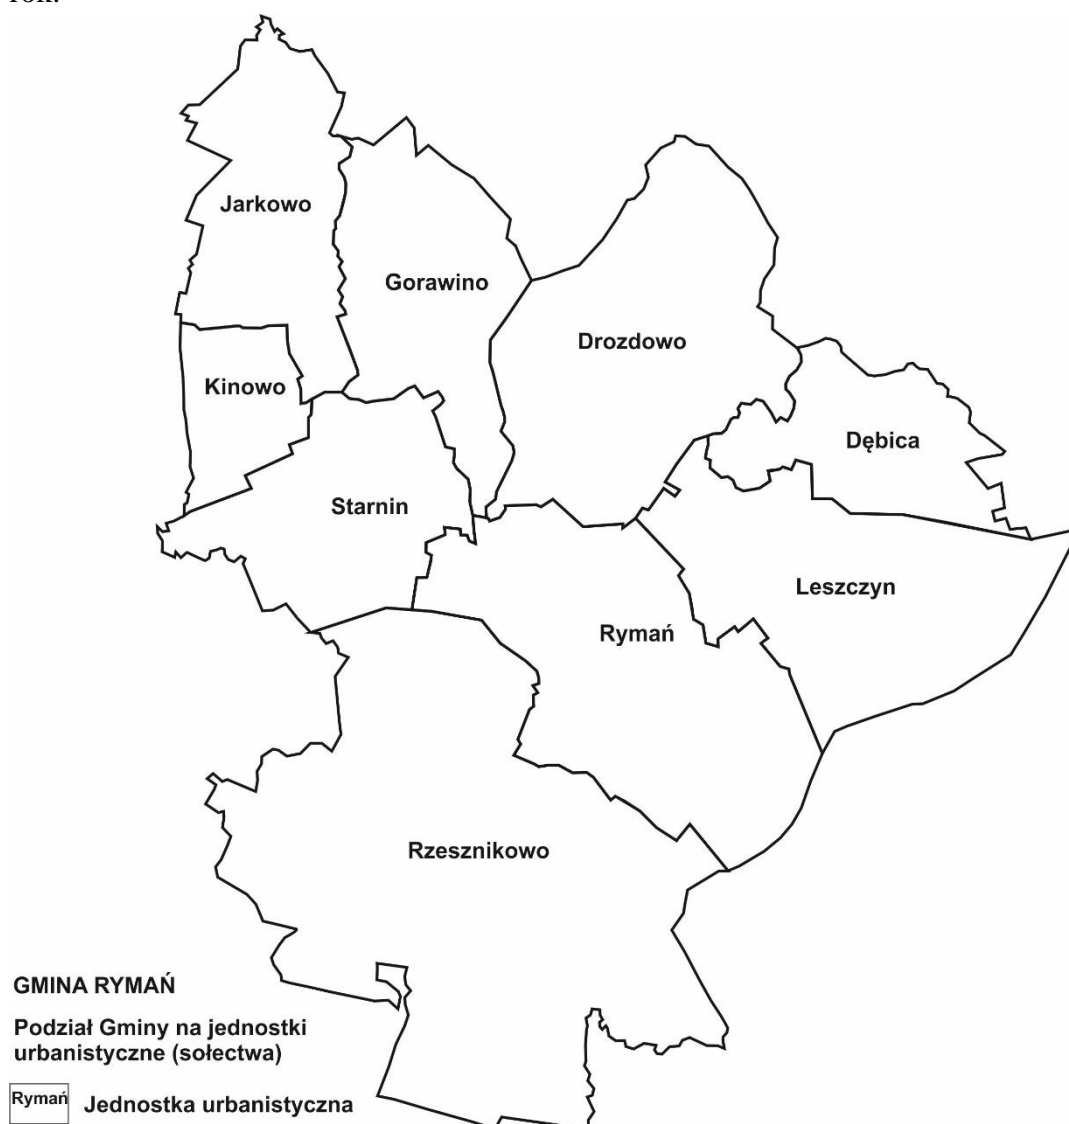 rok.
Jarkowo
Gorawino
Drozdowo
Kinowo
Dębica
Starnin
Leszczyn
Rymań
Rzesznikowo
GMINA RYMAŃ
Podział Gminy na jednostki
urbanistyczne (sołectwa)
Rymań Jednostka urbanistyczna